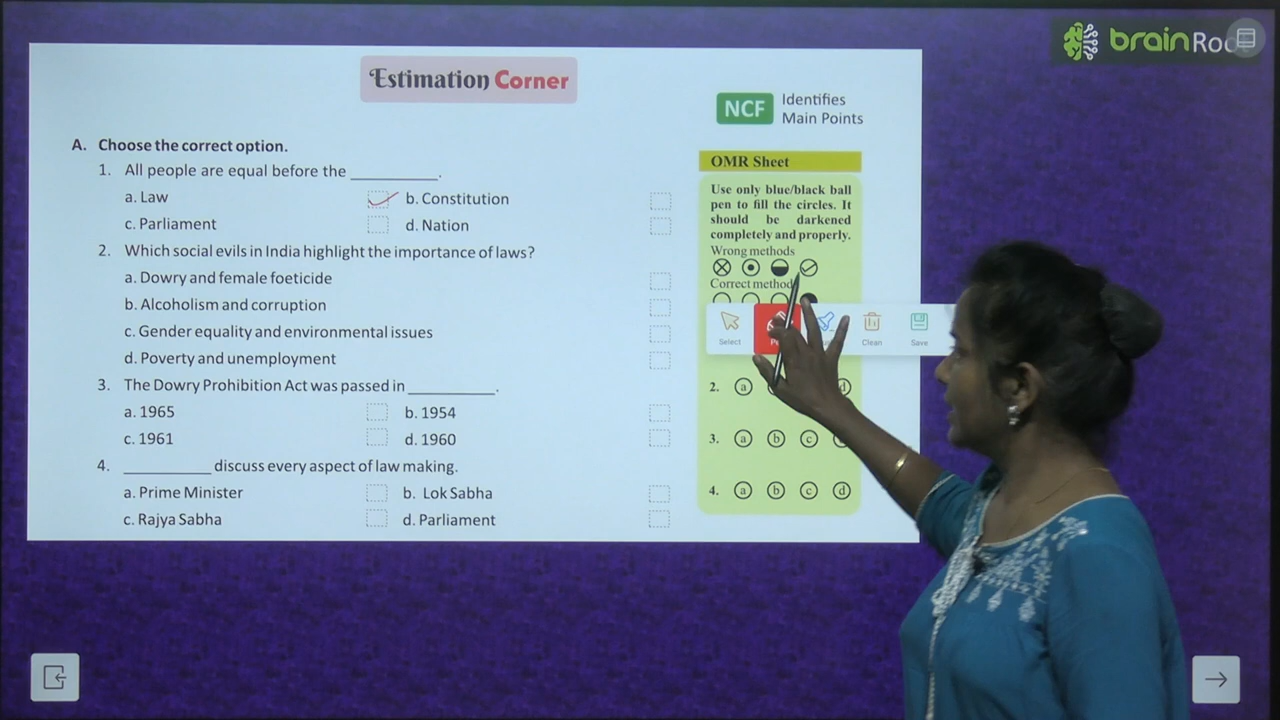 brainRo
Estimation Corner
NCF Identifies
Main Points
A. Choose the correct option.
1. All people are equal before the __________.
a. Law b. Constitution
c. Parliament d. Nation
2. Which social evils in India highlight the importance of laws?
a. Dowry and female foeticide
b. Alcoholism and corruption
c. Gender equality and environmental issues
d. Poverty and unemployment
3. The Dowry Prohibition Act was passed in __________.
a. 1965 b. 1954
c. 1961 d. 1960
4. __________ discuss every aspect of law making.
a. Prime Minister b. Lok Sabha
c. Rajya Sabha d. Parliament
OMR Sheet
Use only blue/black ball
pen to fill the circles. It
should be darkened
completely and properly.
Wrong methods
Correct method
Select Clean Save
2. a d
3. a b c
4. a b c d